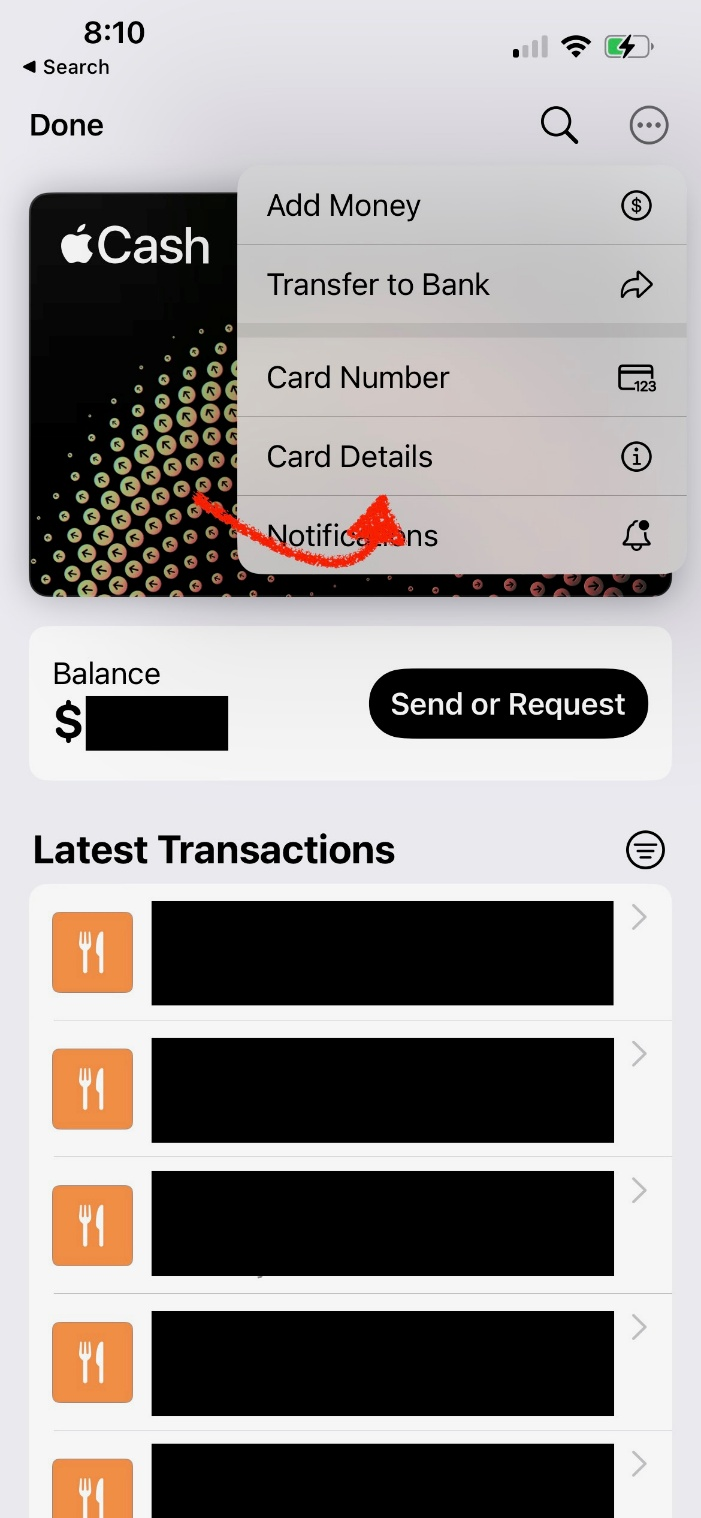 8:10
Search
Done
Add Money
Cash
Transfer to Bank
Card Number
123
Card Details
Notifications
Balance
$
Send or Request
Latest Transactions